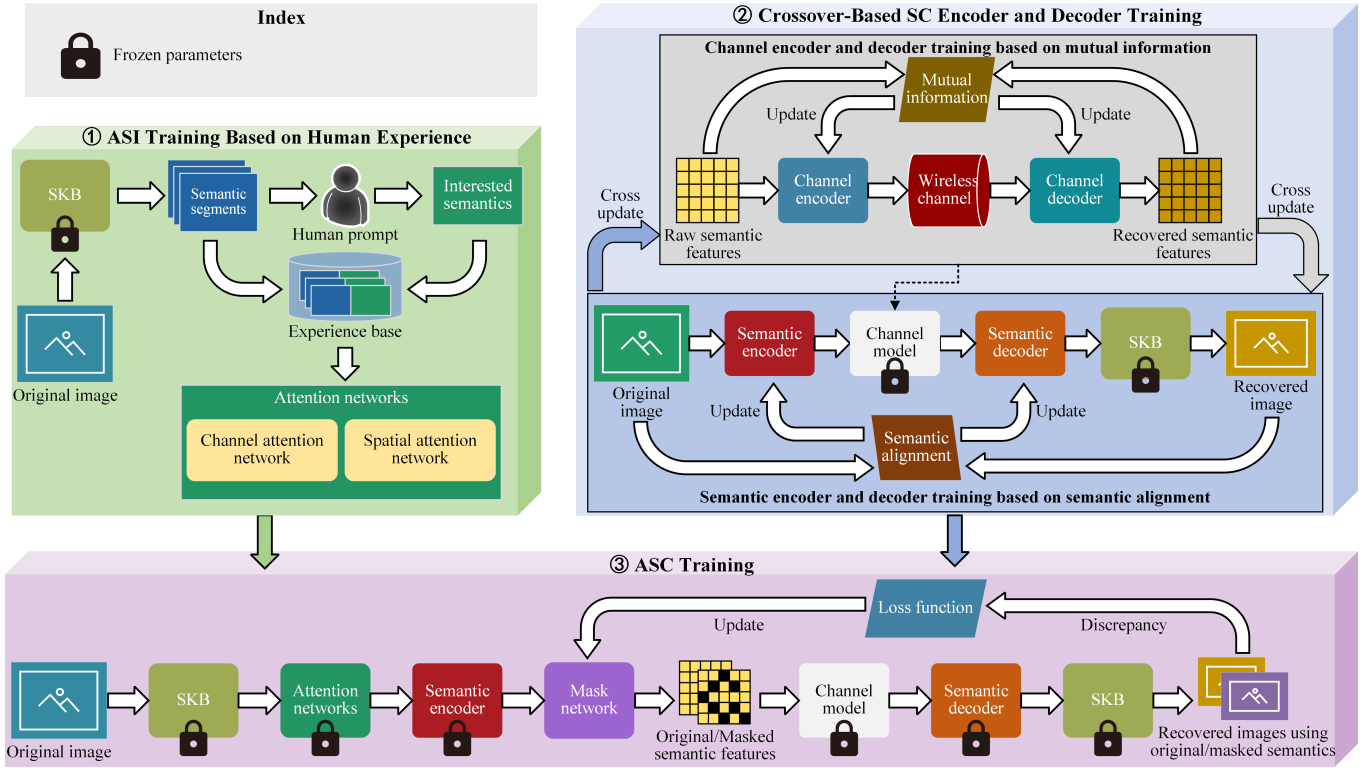 Index
Frozen parameters
① ASI Training Based on Human Experience
SKB
Semantic
segments
Human prompt
Interested
semantics
Original image
Experience base
Attention networks
Channel attention
network
Spatial attention
network
② Crossover-Based SC Encoder and Decoder Training
Channel encoder and decoder training based on mutual information
Mutual
information
Update
Update
Cross
update
Raw semantic
features
Channel
encoder
Wireless
channel
Channel
decoder
Recovered semantic
features
Cross
update
Original
image
Semantic
encoder
Channel
model
Semantic
decoder
SKB
Recovered
image
Update
Update
Semantic
alignment
Semantic encoder and decoder training based on semantic alignment
③ ASC Training
Loss function
Update
Discrepancy
Original image
SKB
Attention
networks
Semantic
encoder
Mask
network
Original/Masked
semantic features
Channel
model
Semantic
decoder
SKB
Recovered images using
original/masked semantics